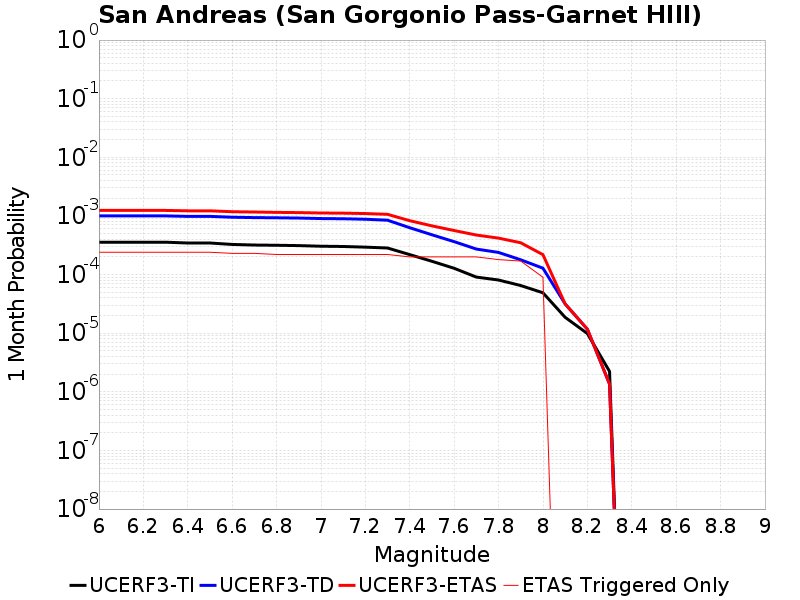 San Andreas (San Gorgonio Pass-Garnet HIll)
10^0
10^-1
10^-2
10^-3
10^-4
10^-5
10^-6
10^-7
10^-8
1 Month Probability
6 6.2 6.4 6.6 6.8 7 7.2 7.4 7.6 7.8 8 8.2 8.4 8.6 8.8 9
Magnitude
UCERF3-TI UCERF3-TD UCERF3-ETAS ETAS Triggered Only